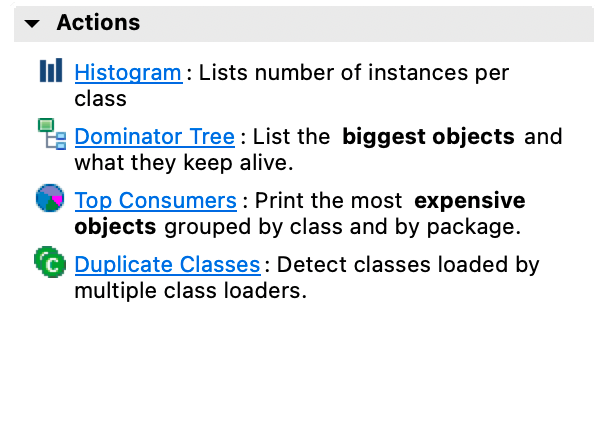 Actions
Histogram : Lists number of instances per
class
Dominator Tree : List the biggest objects and
what they keep alive.
Top Consumers : Print the most expensive
objects grouped by class and by package.
Duplicate Classes : Detect classes loaded by
multiple class loaders.